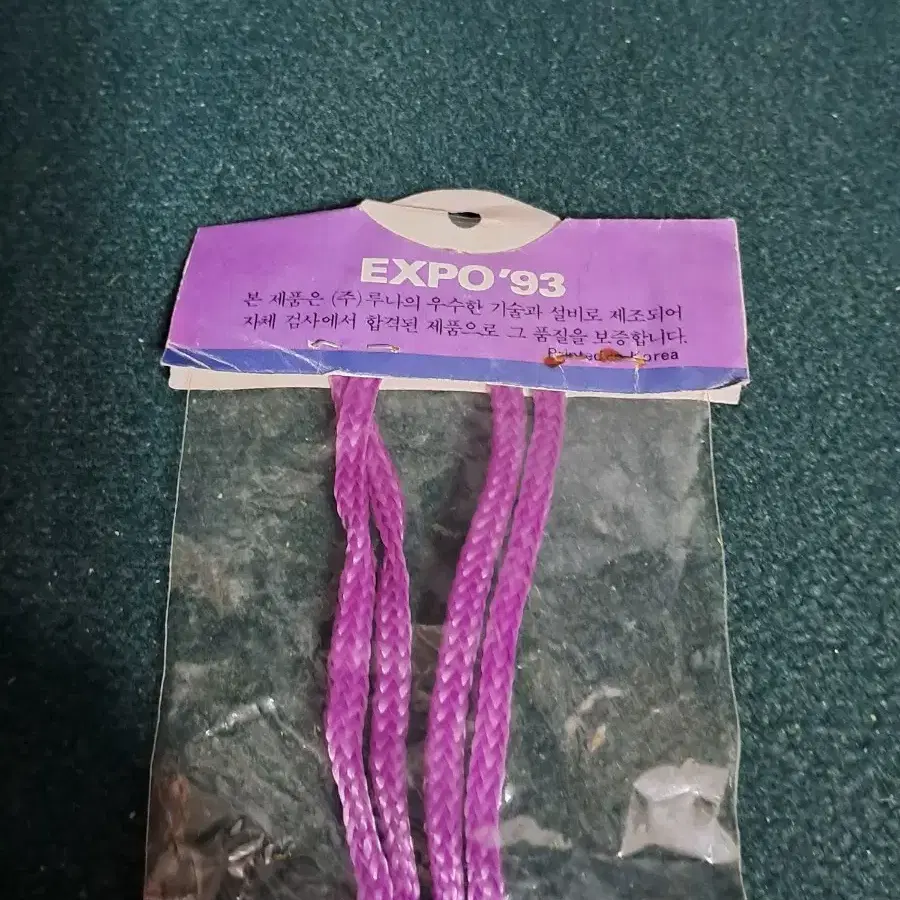 EXPO '93
본 제품은 (주)루나의 우수한 기술과 설비로 제조되어
자체 검사에서 합격된 제품으로 그 품질을 보증합니다.
Korea